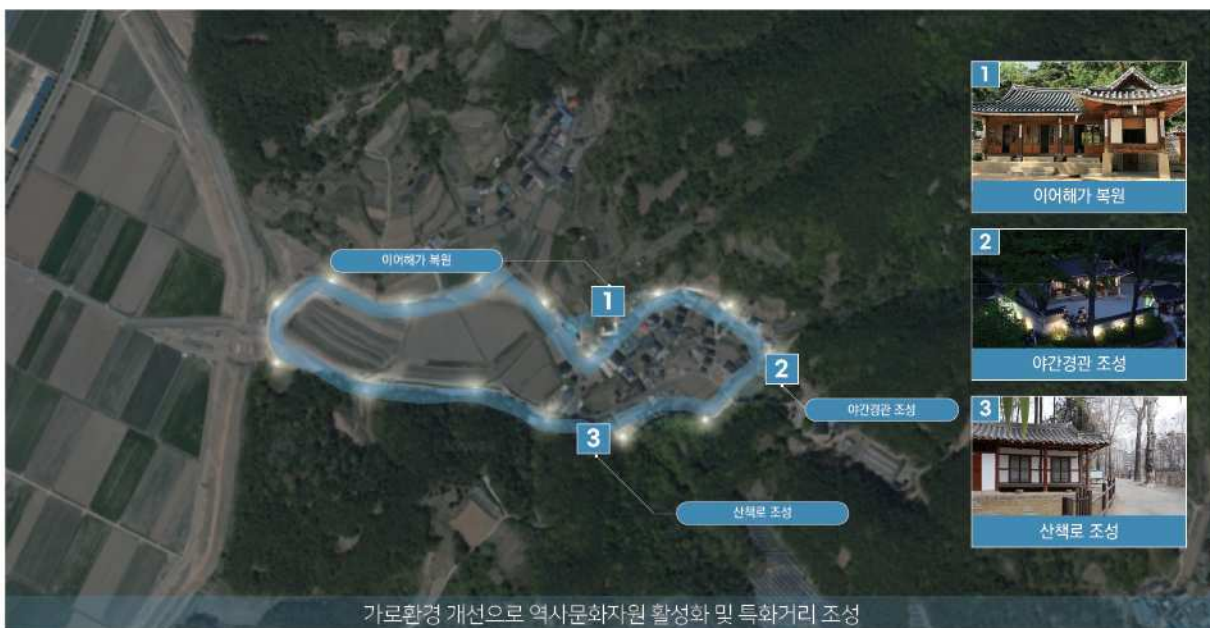 1
이어해가 복원
이어해가 복원
1
2
2
야간경관 조성
야간경관 조성
3
3
산책로 조성
산책로 조성
가로환경 개선으로 역사문화자원 활성화 및 특화거리 조성